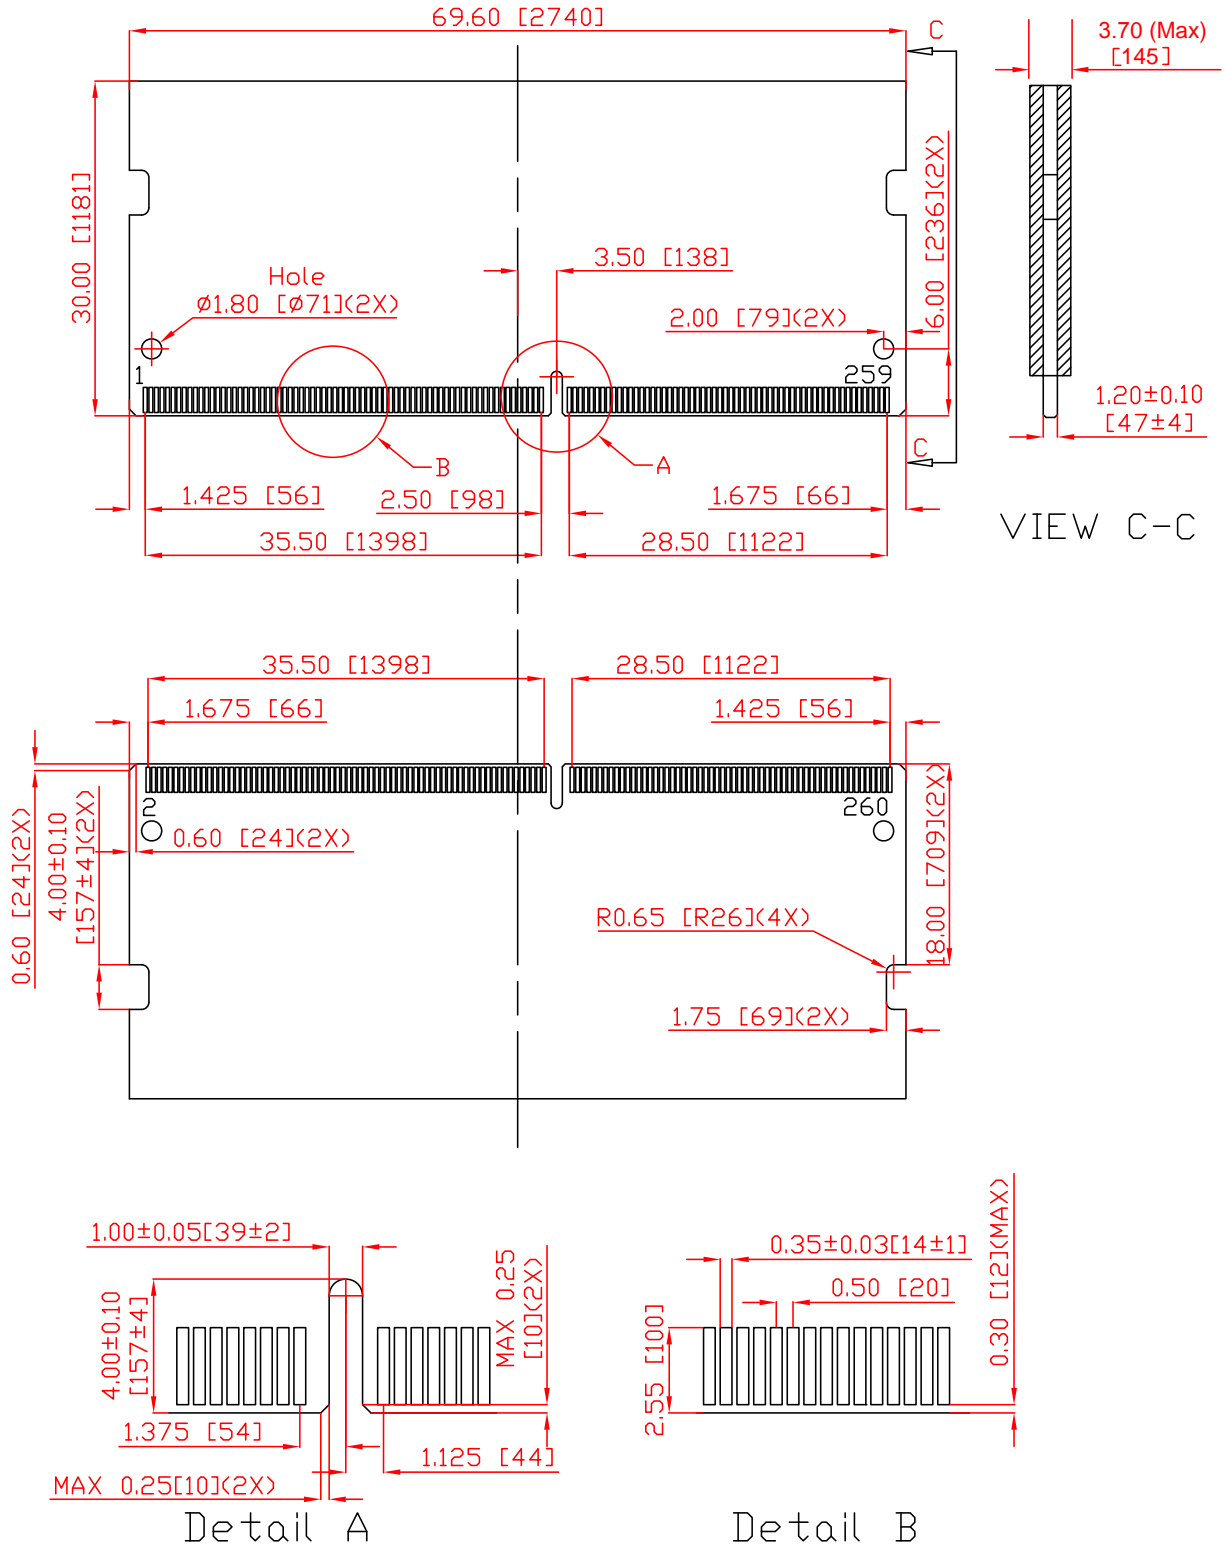 69.60 [2740]
C
3.70 (Max)
[145]
30.00 [1181]
6.00 [236](2X)
3.50 [138]
Hole
Ø1.80 [Ø71](2X)
2.00 [79](2X)
1
259
1.20±0.10
[47±4]
B
A
C
1.425 [56]
2.50 [98]
1.675 [66]
35.50 [1398]
28.50 [1122]
VIEW C-C
35.50 [1398]
28.50 [1122]
1.675 [66]
1.425 [56]
2
260
0.60 [24](2X)
0.60 [24](2X)
4.00±0.10
[157±4](2X)
18.00 [709](2X)
R0.65 [R26](4X)
1.75 [69](2X)
1.00±0.05[39±2]
4.00±0.10
[157±4]
MAX 0.25
[10](2X)
1.375 [54]
1.125 [44]
MAX 0.25[10](2X)
Detail A
0.35±0.03[14±1]
0.50 [20]
2.55 [100]
0.30 [12](MAX)
Detail B